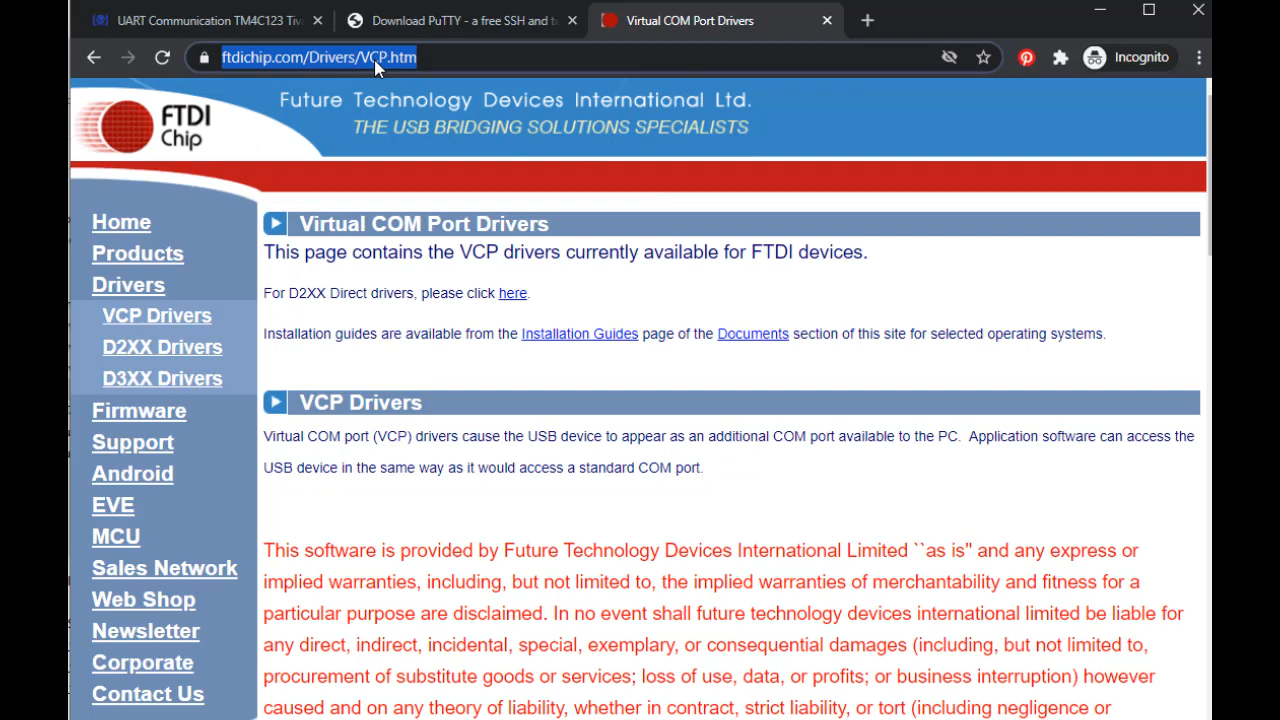 UART Communication TM4C123 Tiv
Download PuTTY - a free SSH and t
Virtual COM Port Drivers
ftdichip.com/Drivers/VCP.htm
Incognito
FTDI
Chip
Future Technology Devices International Ltd.
THE USB BRIDGING SOLUTIONS SPECIALISTS
Home
Products
Drivers
VCP Drivers
D2XX Drivers
D3XX Drivers
Firmware
Support
Android
EVE
MCU
Sales Network
Web Shop
Newsletter
Corporate
Contact Us
Virtual COM Port Drivers
This page contains the VCP drivers currently available for FTDI devices.
For D2XX Direct drivers, please click here.
Installation guides are available from the Installation Guides page of the Documents section of this site for selected operating systems.
VCP Drivers
Virtual COM port (VCP) drivers cause the USB device to appear as an additional COM port available to the PC. Application software can access the
USB device in the same way as it would access a standard COM port.
This software is provided by Future Technology Devices International Limited ``as is'' and any express or
implied warranties, including, but not limited to, the implied warranties of merchantability and fitness for a
particular purpose are disclaimed. In no event shall future technology devices international limited be liable for
any direct, indirect, incidental, special, exemplary, or consequential damages (including, but not limited to,
procurement of substitute goods or services; loss of use, data, or profits; or business interruption) however
caused and on any theory of liability, whether in contract, strict liability, or tort (including negligence or